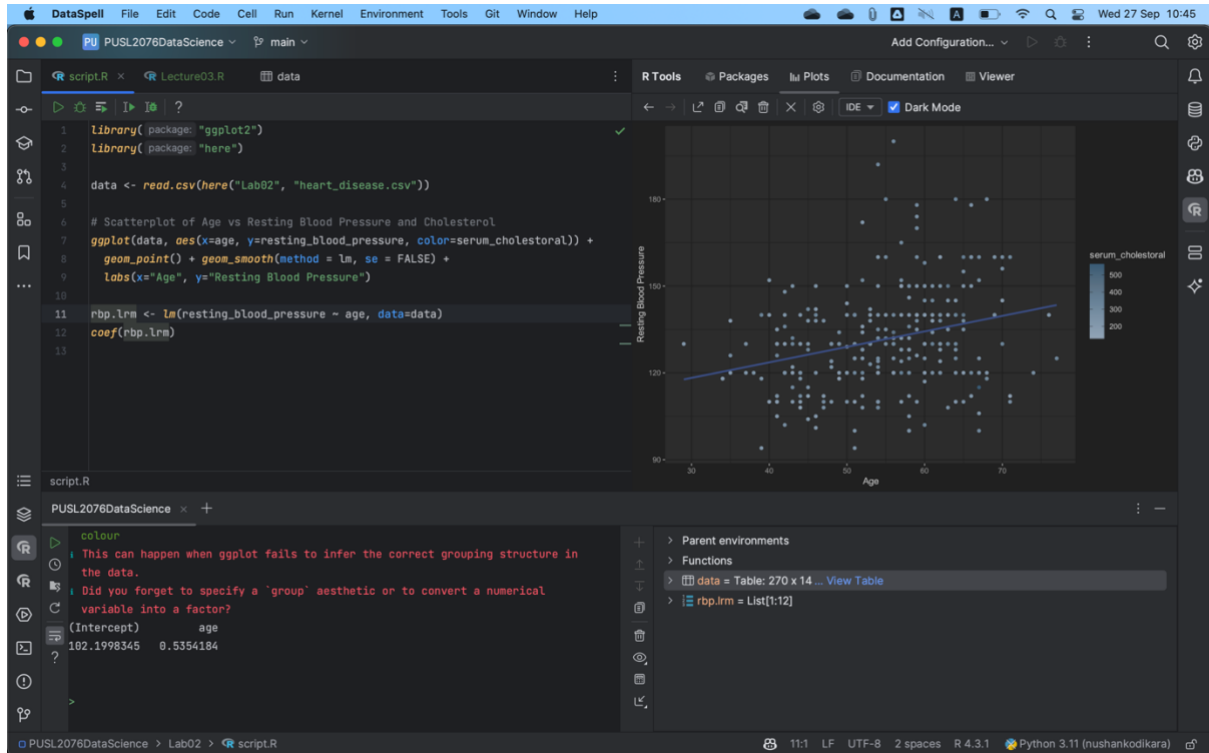 DataSpell File Edit Code Cell Run Kernel Environment Tools Git Window Help A Wed 27 Sep 10:45
PU PUSL2076DataScience main Add Configuration...
script.R Lecture03.R data
R Tools Packages Plots Documentation Viewer
IDE Dark Mode
1 library( package: "ggplot2")
2 library( package: "here")
3
4 data <- read.csv(here("Lab02", "heart_disease.csv"))
5
6 # Scatterplot of Age vs Resting Blood Pressure and Cholesterol
7 ggplot(data, aes(x=age, y=resting_blood_pressure, color=serum_cholestoral)) +
8 geom_point() + geom_smooth(method = lm, se = FALSE) +
9 labs(x="Age", y="Resting Blood Pressure")
10
11 rbp.lrm <- lm(resting_blood_pressure ~ age, data=data)
12 coef(rbp.lrm)
13
script.R
180
150
120
90
Resting Blood Pressure
30 40 50 60 70
Age
serum_cholestoral
500
400
300
200
PUSL2076DataScience
colour
i This can happen when ggplot fails to infer the correct grouping structure in
the data.
i Did you forget to specify a `group` aesthetic or to convert a numerical
variable into a factor?
(Intercept) age
102.1998345 0.5354184
>
Parent environments
Functions
data = Table: 270 x 14 ... View Table
rbp.lrm = List[1:12]
PUSL2076DataScience > Lab02 > script.R 11:1 LF UTF-8 2 spaces R 4.3.1 Python 3.11 (nushankodikara)